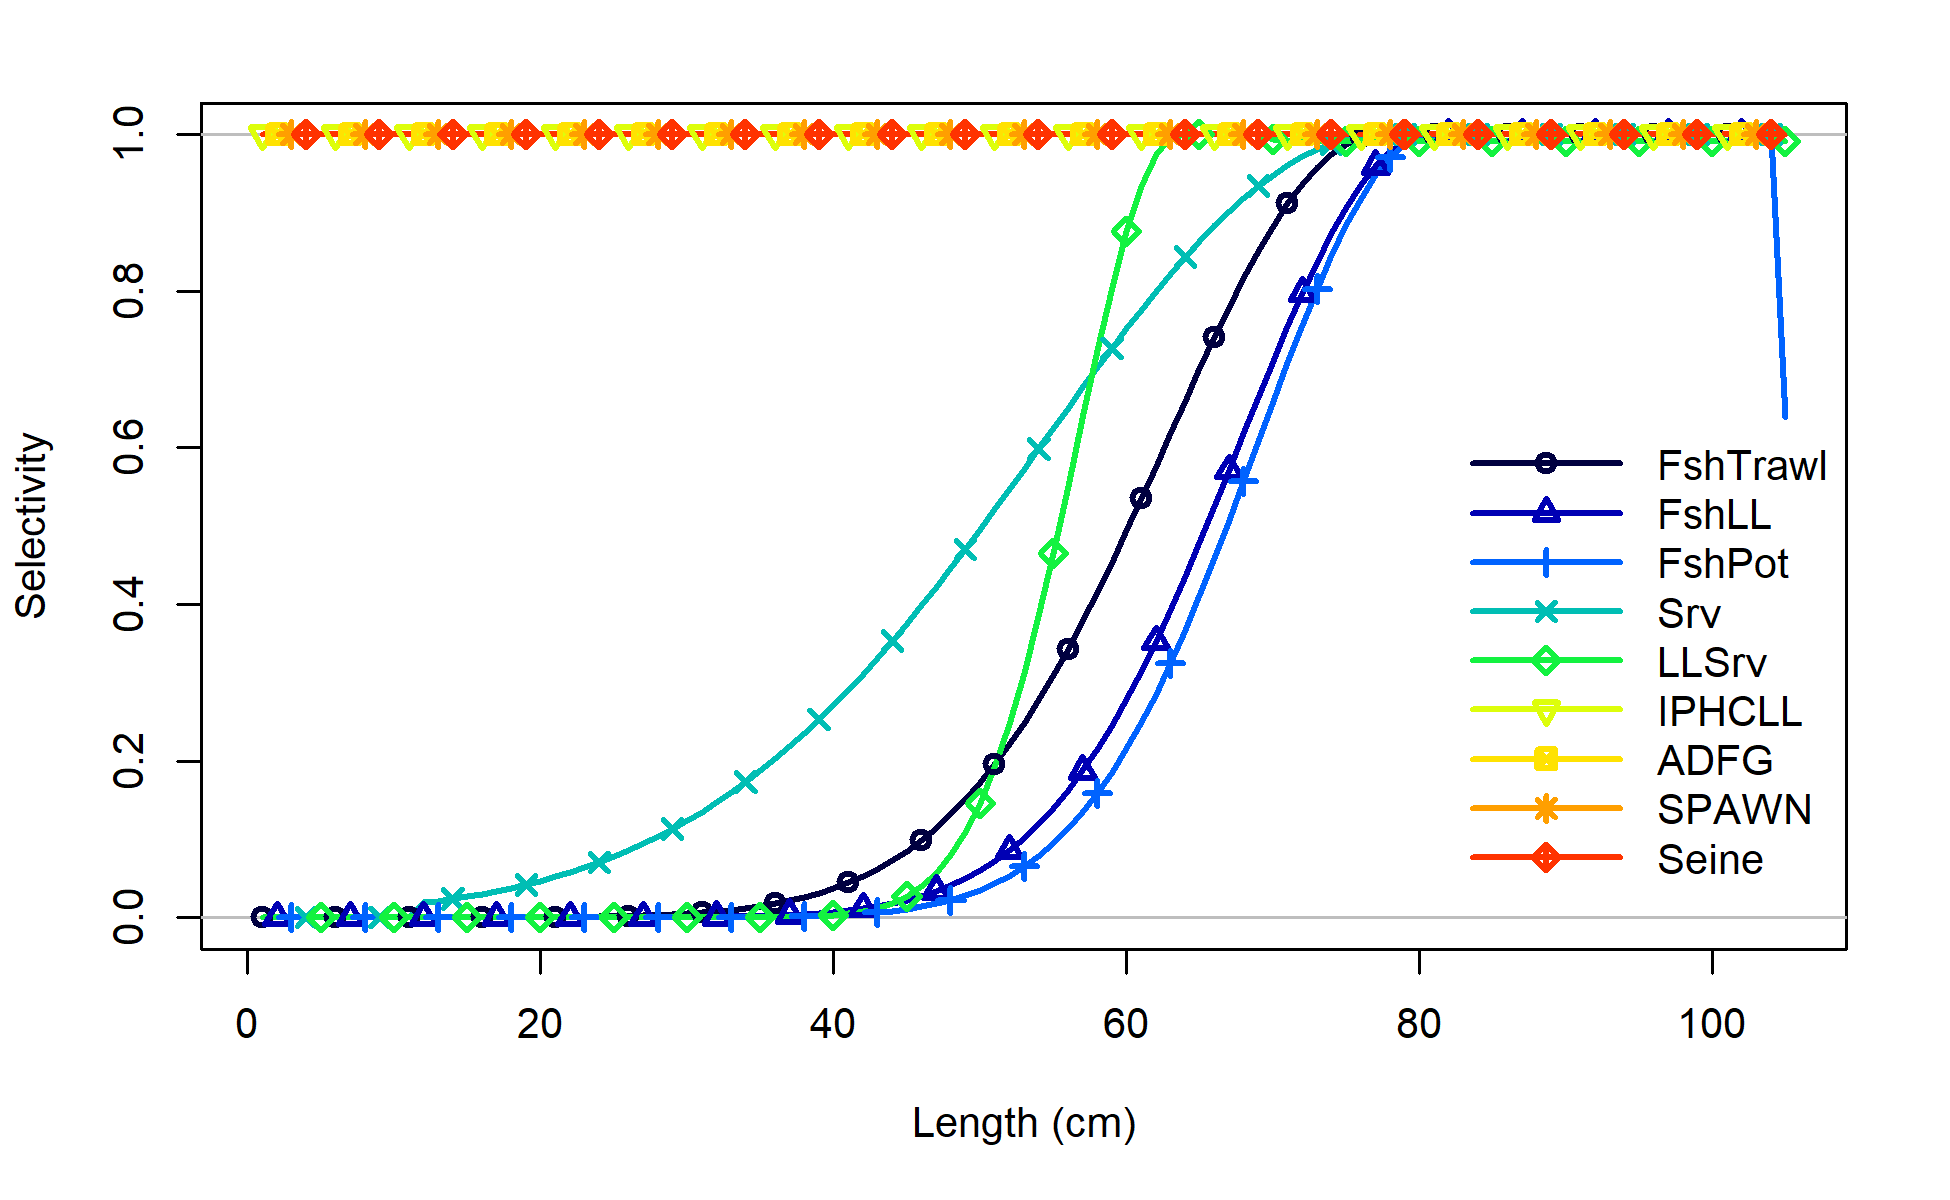 1.0
0.8
0.6
0.4
0.2
0.0
Selectivity
FshTrawl
FshLL
FshPot
Srv
LLSrv
IPHCLL
ADFG
SPAWN
Seine
0 20 40 60 80 100
Length (cm)